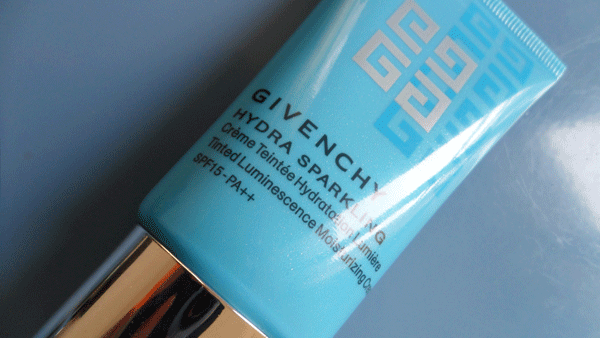 GIVENCHY
HYDRA SPARKLING
Crème Teintée Hydratation Lumière
Tinted Luminescence Moisturizing
SPF15-PA++